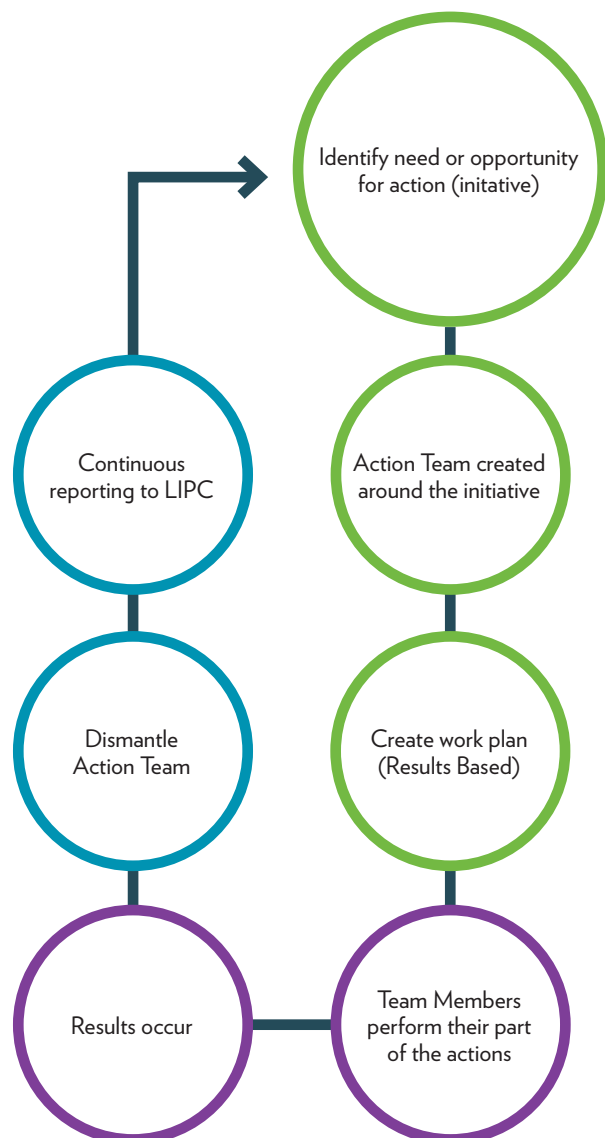 Identify need or opportunity
for action (initative)
Action Team created
around the initiative
Create work plan
(Results Based)
Team Members
perform their part
of the actions
Results occur
Dismantle
Action Team
Continuous
reporting to LIPC